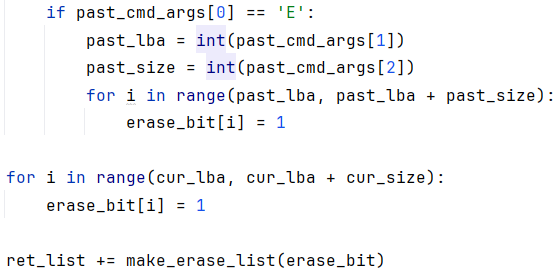 if past_cmd_args[0] == 'E':
past_lba = int(past_cmd_args[1])
past_size = int(past_cmd_args[2])
for i in range(past_lba, past_lba + past_size):
erase_bit[i] = 1
for i in range(cur_lba, cur_lba + cur_size):
erase_bit[i] = 1
ret_list += make_erase_list(erase_bit)